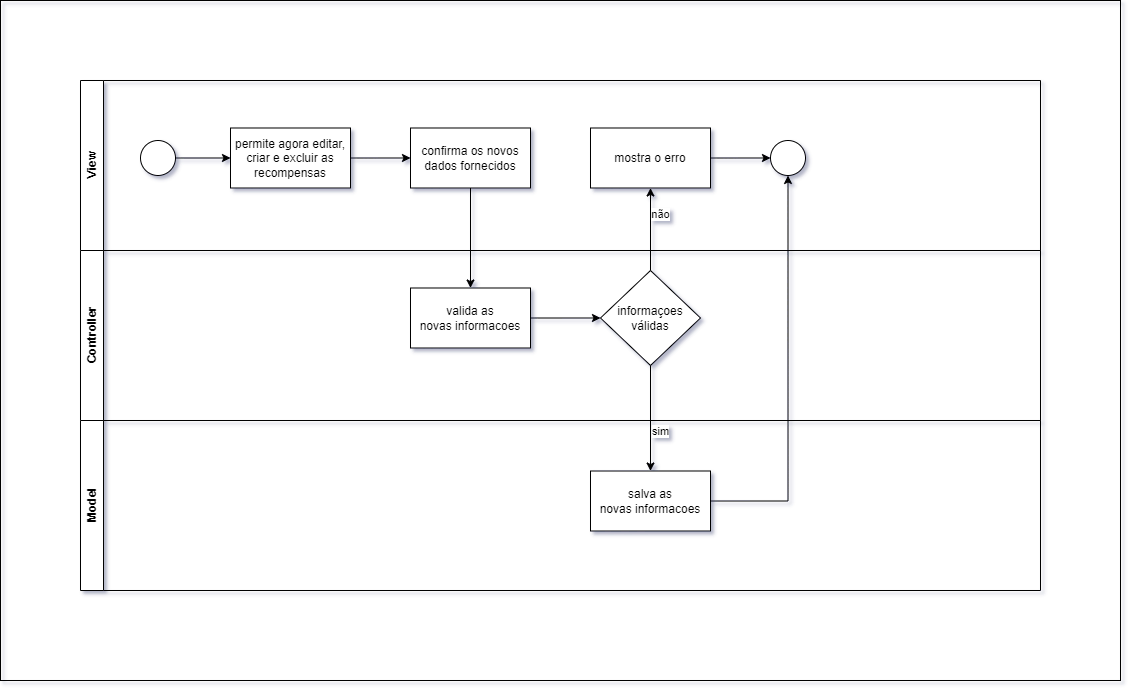 View
permite agora editar,
criar e excluir as
recompensas
confirma os novos
dados fornecidos
mostra o erro
não
Controller
valida as
novas informacoes
informaçoes
válidas
sim
Model
salva as
novas informacoes